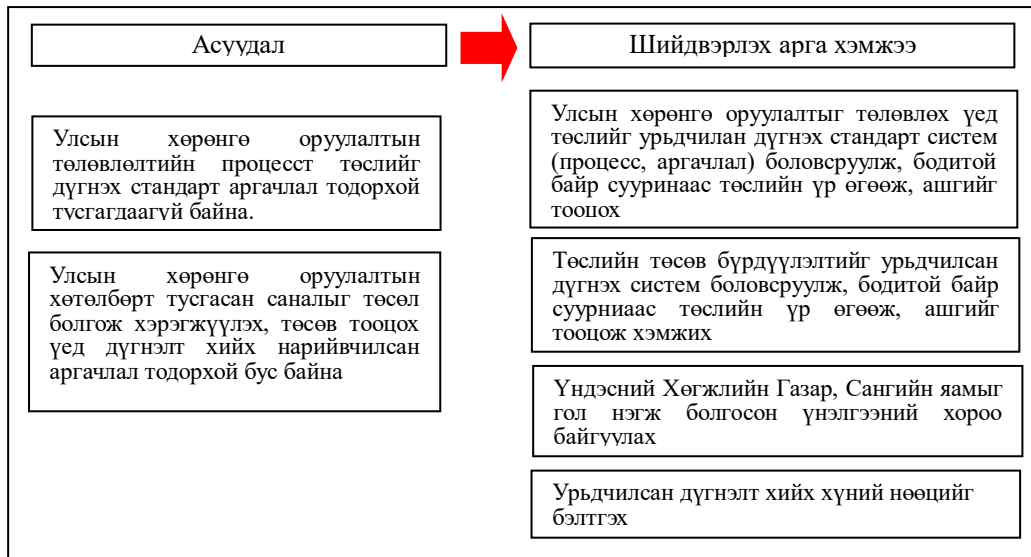 Асуудал
Шийдвэрлэх арга хэмжээ
Улсын хөрөнгө оруулалтын
төлөвлөлтийн процесст төслийг
дүгнэх стандарт аргачлал тодорхой
тусгагдаагүй байна.
Улсын хөрөнгө оруулалтын
хөтөлбөрт тусгасан саналыг төсөл
болгож хэрэгжүүлэх, төсөв тооцох
үед дүгнэлт хийх нарийвчилсан
аргачлал тодорхой бус байна
Улсын хөрөнгө оруулалтыг төлөвлөх үед
төслийг урьдчилан дүгнэх стандарт систем
(процесс, аргачлал) боловсруулж, бодитой
байр сууринаас төслийн үр өгөөж, ашгийг
тооцох
Төслийн төсөв бүрдүүлэлтийг урьдчилсан
дүгнэх систем боловсруулж, бодитой байр
суурниаас төслийн үр өгөөж, ашгийг
тооцож хэмжих
Үндэсний Хөгжлийн Газар, Сангийн яамыг
гол нэгж болгосон үнэлгээний хороо
байгуулах
Урьдчилсан дүгнэлт хийх хүний нөөцийг
бэлтгэх